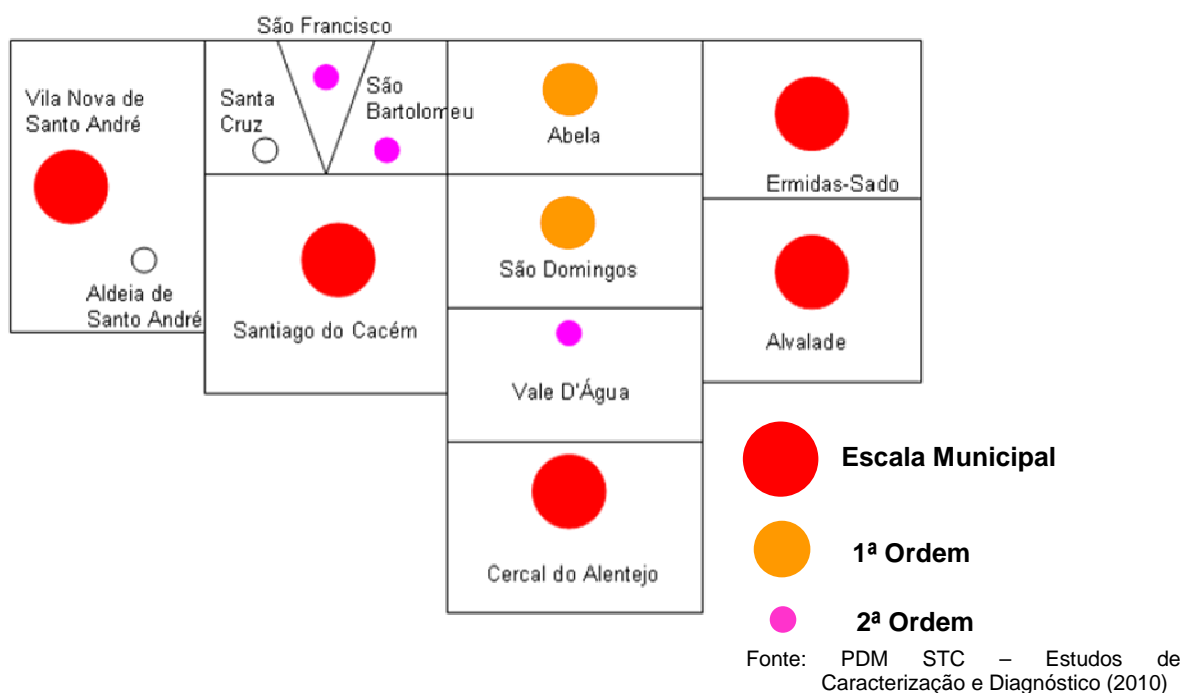 São Francisco
Vila Nova de
Santo André
Santa
Cruz
São
Bartolomeu
Abela
Ermidas-Sado
Aldeia de
Santo André
Santiago do Cacém
São Domingos
Alvalade
Vale D'Água
Cercal do Alentejo
Escala Municipal
1ª Ordem
2ª Ordem
Fonte: PDM STC – Estudos de
Caracterização e Diagnóstico (2010)